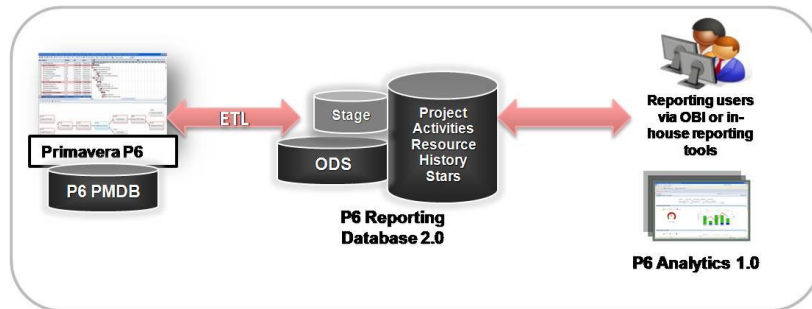 Primavera P6
P6 PMDB
ETL
Stage
ODS
Project
Activities
Resource
History
Stars
P6 Reporting
Database 2.0
Reporting users
via OBI or in-
house reporting
tools
P6 Analytics 1.0